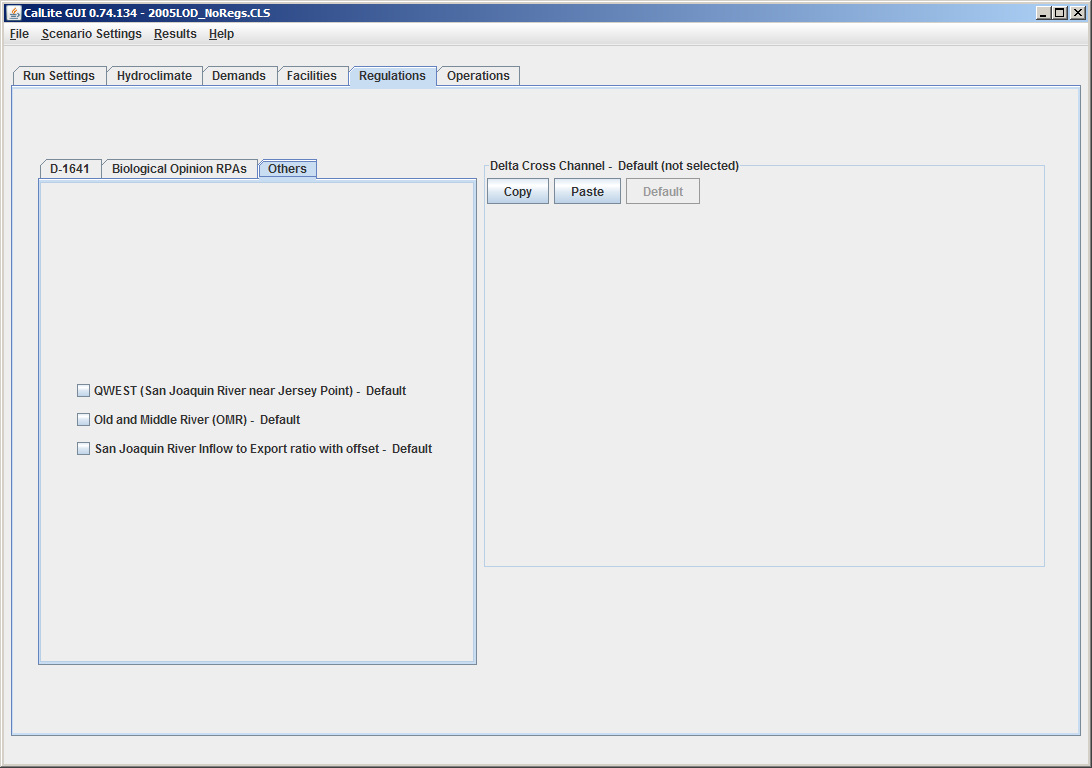 CalLite GUI 0.74.134 - 2005LOD_NoRegs.CLS
File Scenario Settings Results Help
Run Settings Hydroclimate Demands Facilities Regulations Operations
D-1641 Biological Opinion RPAs Others
Delta Cross Channel - Default (not selected)
Copy Paste Default
QWEST (San Joaquin River near Jersey Point) - Default
Old and Middle River (OMR) - Default
San Joaquin River Inflow to Export ratio with offset - Default